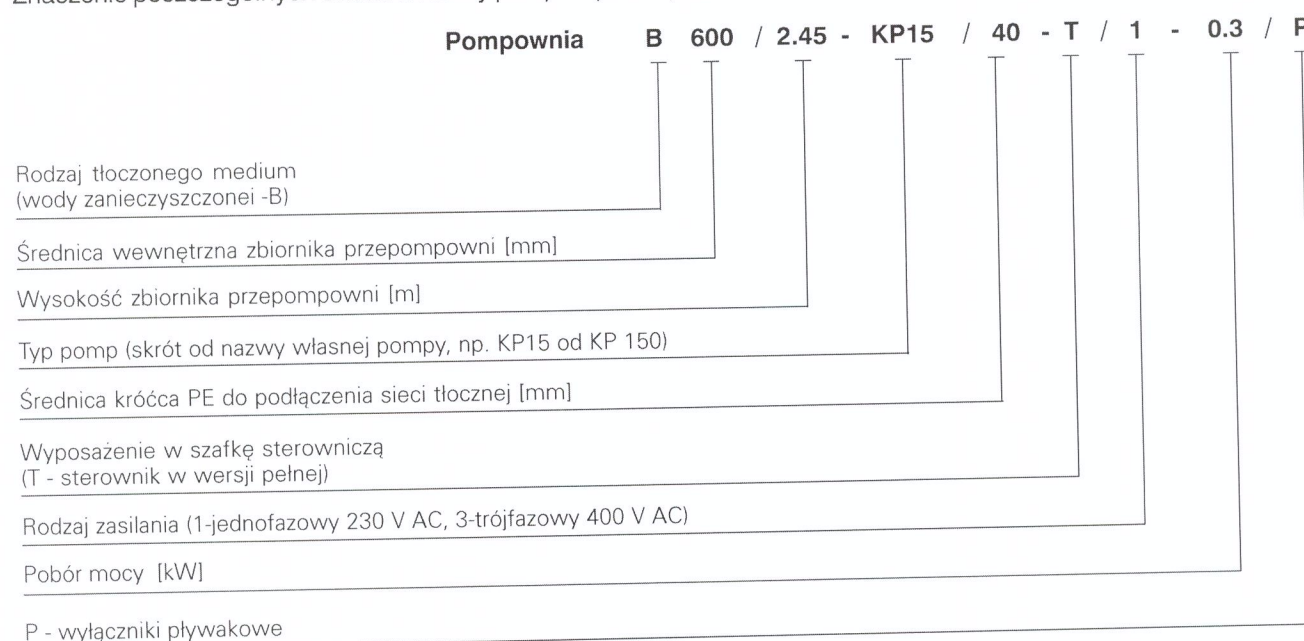 Pompownia B 600 / 2.45 - KP15 / 40 - T / 1 - 0.3 / P
Rodzaj tłoczonego medium
(wody zanieczyszczonei -B)
Średnica wewnętrzna zbiornika przepompowni [mm]
Wysokość zbiornika przepompowni [m]
Typ pomp (skrót od nazwy własnej pompy, np. KP15 od KP 150)
Średnica króćca PE do podłączenia sieci tłocznej [mm]
Wyposażenie w szafkę sterowniczą
(T - sterownik w wersji pełnej)
Rodzaj zasilania (1-jednofazowy 230 V AC, 3-trójfazowy 400 V AC)
Pobór mocy [kW]
P - wyłączniki pływakowe